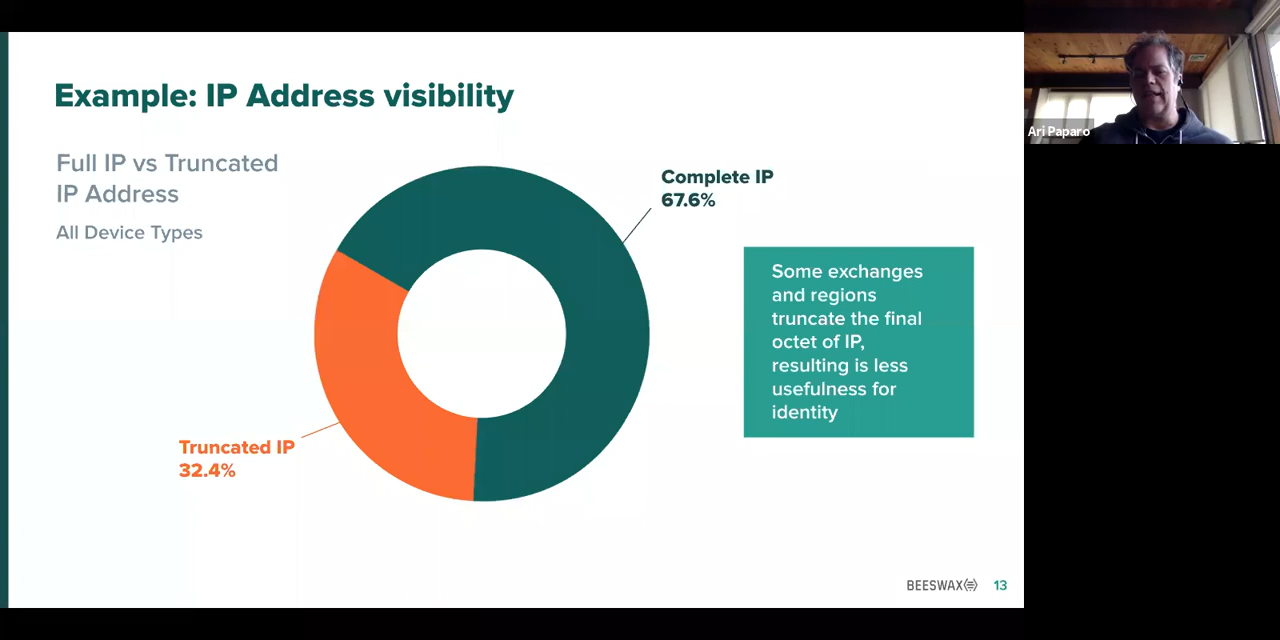 Example: IP Address visibility
Full IP vs Truncated
IP Address
All Device Types
Complete IP
67.6%
Some exchanges
and regions
truncate the final
octet of IP,
resulting is less
usefulness for
identity
Truncated IP
32.4%
BEESWAX
13
Ari Paparo